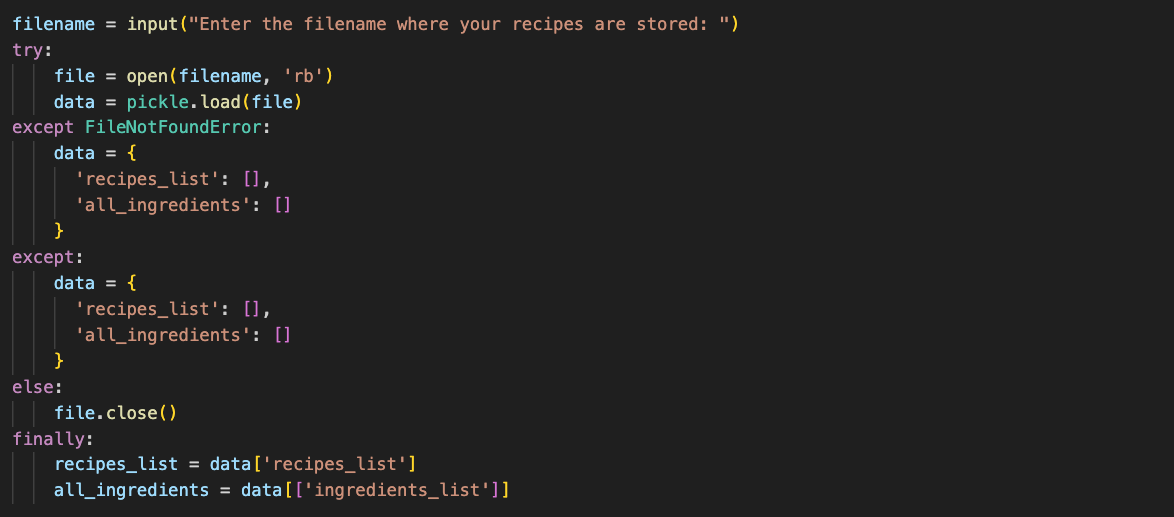 filename = input("Enter the filename where your recipes are stored: ")
try:
    file = open(filename, 'rb')
    data = pickle.load(file)
except FileNotFoundError:
    data = {
      'recipes_list': [],
      'all_ingredients': []
    }
except:
    data = {
      'recipes_list': [],
      'all_ingredients': []
    }
else:
    file.close()
finally:
    recipes_list = data['recipes_list']
    all_ingredients = data[['ingredients_list']]